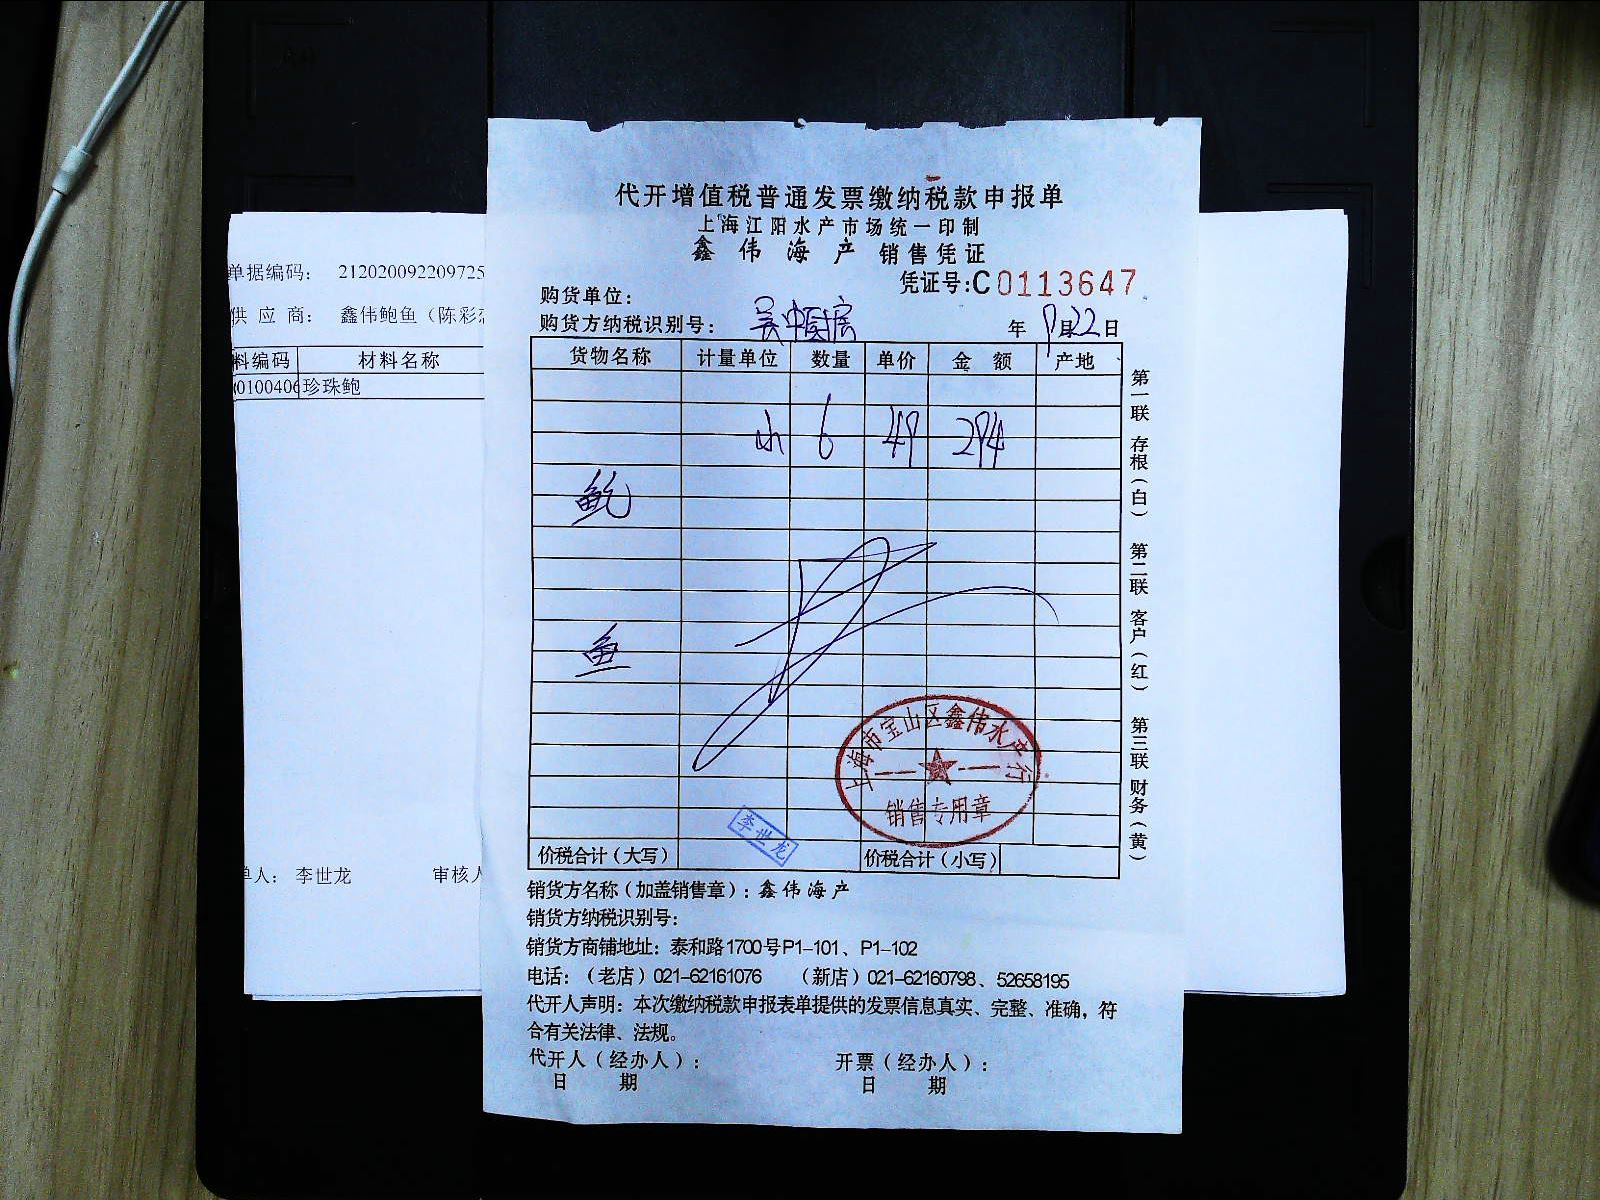 代开增值税普通发票缴纳税款申报单
上海江阳水产市场统一印制
鑫伟海产 销售凭证
凭证号:C0113647
购货单位:
购货方纳税识别号: 吴中厨房 年 9月22日
货物名称 计量单位 数量 单价 金额 产地
小 6 49 294
鲍
鱼
上海市宝山区鑫伟水产行
销售专用章
李世龙
价税合计(大写) 价税合计(小写)
销货方名称(加盖销售章): 鑫伟海产
销货方纳税识别号:
销货方商铺地址: 泰和路1700号P1-101、P1-102
电话: (老店)021-62161076 (新店)021-62160798、52658195
代开人声明: 本次缴纳税款申报表单提供的发票信息真实、完整、准确,符
合有关法律、法规。
代开人(经办人): 开票(经办人):
日 期 日 期
第一联 存根(白) 第二联 客户(红) 第三联 财务(黄)
单据编码: 212020092209725
供应商: 鑫伟鲍鱼(陈彩
料编码 材料名称
0100406 珍珠鲍
单人: 李世龙 审核人